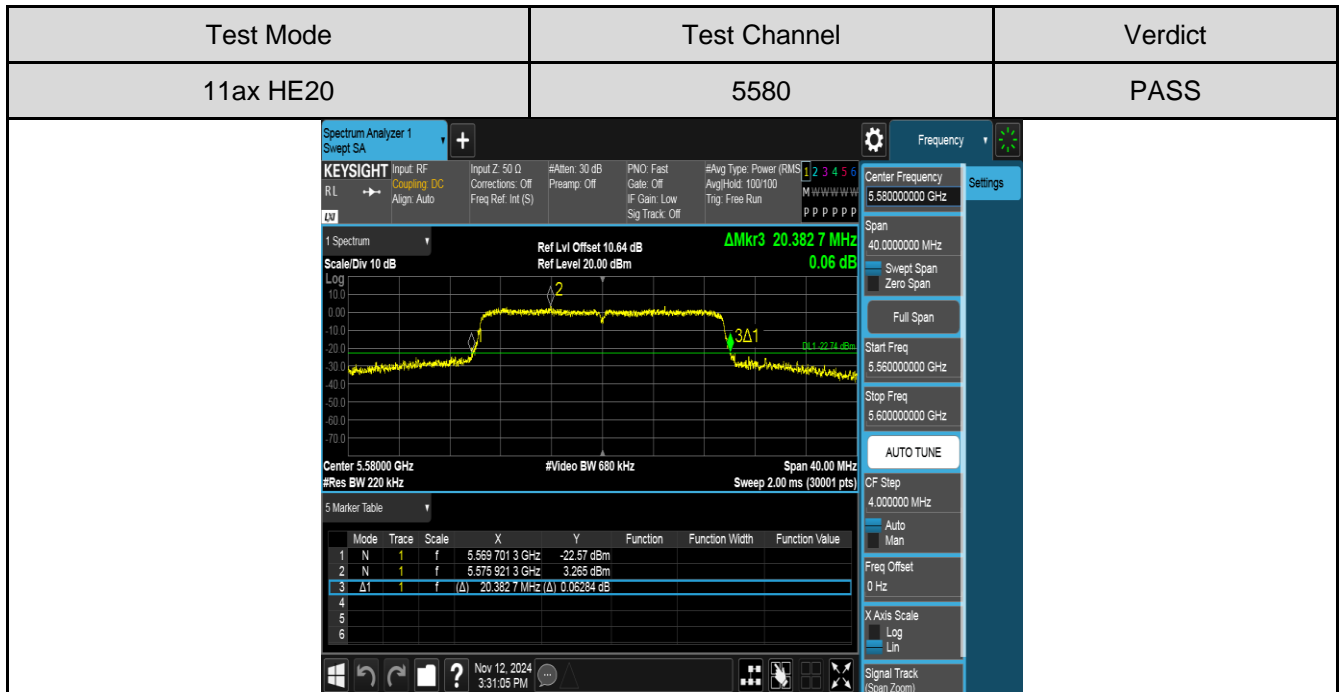 Test Mode Test Channel Verdict
11ax HE20 5580 PASS
Spectrum Analyzer 1
Swept SA
+
Frequency
KEYSIGHT Input: RF Input Z: 50 Ω #Atten: 30 dB PNO: Fast #Avg Type: Power (RMS 1 2 3 4 5 6
RL Coupling: DC Corrections: Off Preamp: Off Gate: Off Avg|Hold: 100/100 M W W W W W
Align: Auto Freq Ref: Int (S) IF Gain: Low Trig: Free Run
LXI Sig Track: Off P P P P P P
1 Spectrum
Ref Lvl Offset 10.64 dB ΔMkr3 20.382 7 MHz
Scale/Div 10 dB Ref Level 20.00 dBm 0.06 dB
Log
10.0
0.00
-10.0
-20.0
-30.0
-40.0
-50.0
-60.0
-70.0
2
3Δ1
DL1 -22.74 dBm
Center 5.58000 GHz #Video BW 680 kHz Span 40.00 MHz
#Res BW 220 kHz Sweep 2.00 ms (30001 pts)
5 Marker Table
Mode Trace Scale X Y Function Function Width Function Value
1 N 1 f 5.569 701 3 GHz -22.57 dBm
2 N 1 f 5.575 921 3 GHz 3.265 dBm
3 Δ1 1 f (Δ) 20.382 7 MHz (Δ) 0.06284 dB
4
5
6
Nov 12, 2024
3:31:05 PM
?
Center Frequency
5.580000000 GHz
Settings
Span
40.0000000 MHz
Swept Span
Zero Span
Full Span
Start Freq
5.560000000 GHz
Stop Freq
5.600000000 GHz
AUTO TUNE
CF Step
4.000000 MHz
Auto
Man
Freq Offset
0 Hz
X Axis Scale
Log
Lin
Signal Track
(Span Zoom)